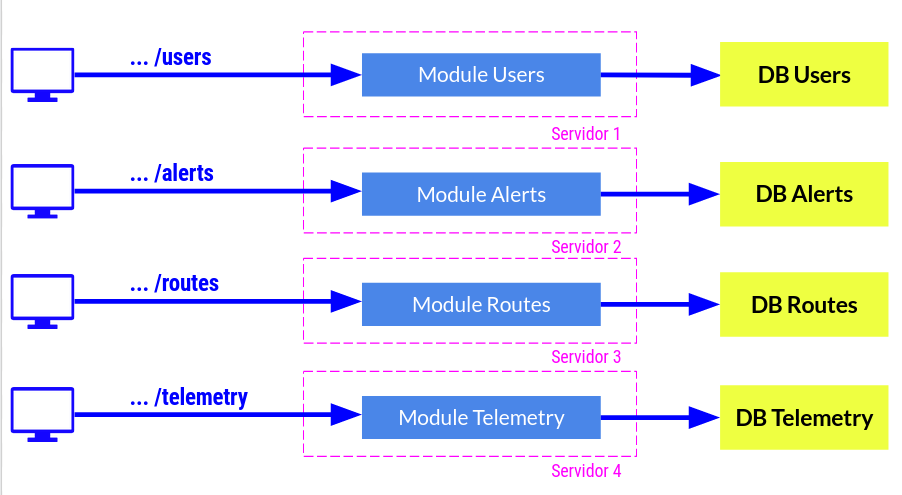 ... /users
Module Users
DB Users
Servidor 1
... /alerts
Module Alerts
DB Alerts
Servidor 2
... /routes
Module Routes
DB Routes
Servidor 3
... /telemetry
Module Telemetry
DB Telemetry
Servidor 4